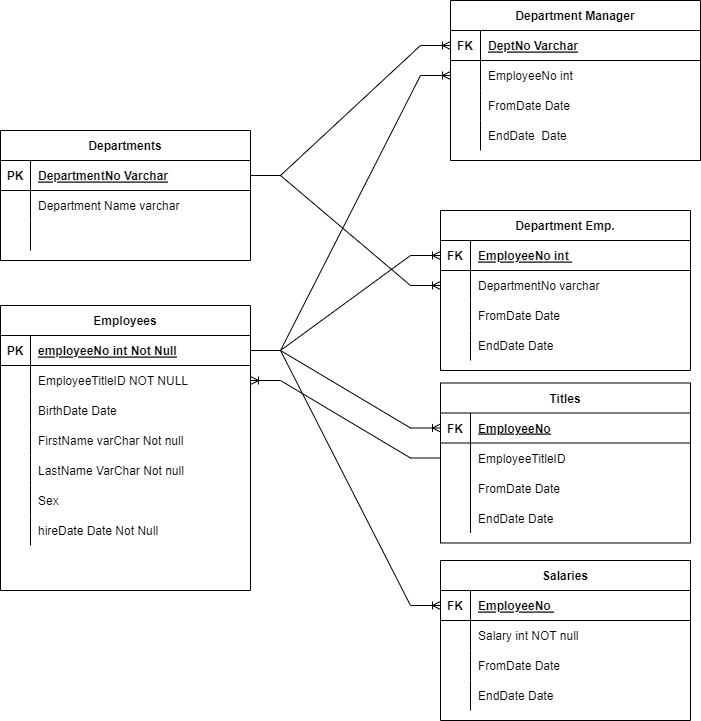 Department Manager
FK DeptNo Varchar
EmployeeNo int
FromDate Date
EndDate  Date
Departments
PK DepartmentNo Varchar
Department Name varchar
Department Emp.
FK EmployeeNo int
DepartmentNo varchar
FromDate Date
EndDate Date
Employees
PK employeeNo int Not Null
EmployeeTitleID NOT NULL
BirthDate Date
FirstName varChar Not null
LastName VarChar Not null
Sex
hireDate Date Not Null
Titles
FK EmployeeNo
EmployeeTitleID
FromDate Date
EndDate Date
Salaries
FK EmployeeNo
Salary int NOT null
FromDate Date
EndDate Date